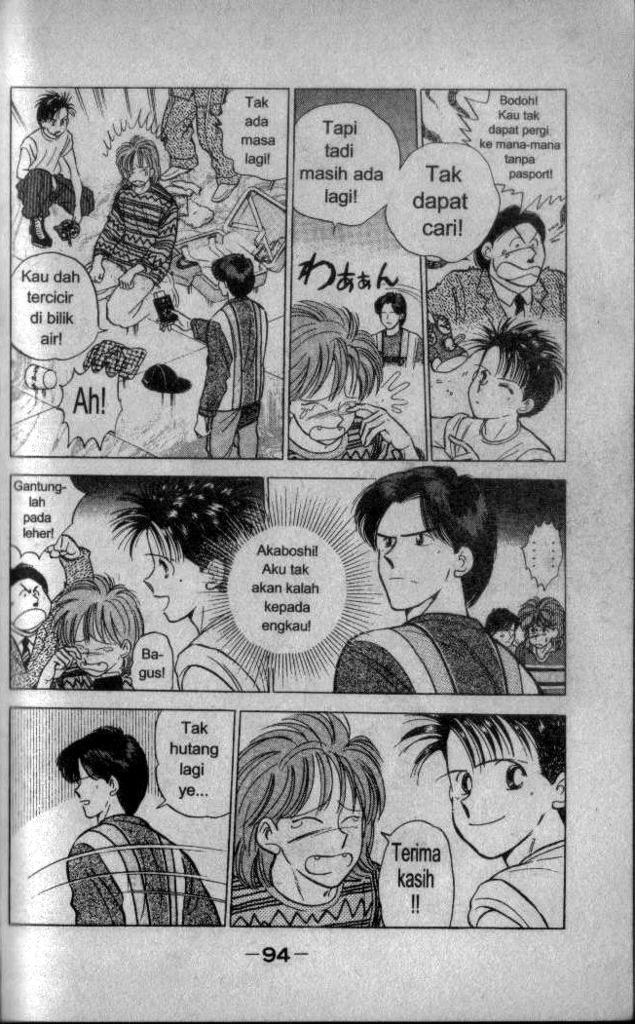 Bodoh!
Kau tak
dapat pergi
ke mana-mana
tanpa
pasport!
Tak
dapat
cari!
Tapi
tadi
masih ada
lagi!
わあぁん
Tak
ada
masa
lagi!
Kau dah
tercicir
di bilik
air!
Ah!
......
Akaboshi!
Aku tak
akan kalah
kepada
engkau!
Gantung-
lah
pada
leher!
Ba-
gus!
Terima
kasih
!!
Tak
hutang
lagi
ye...
—94—